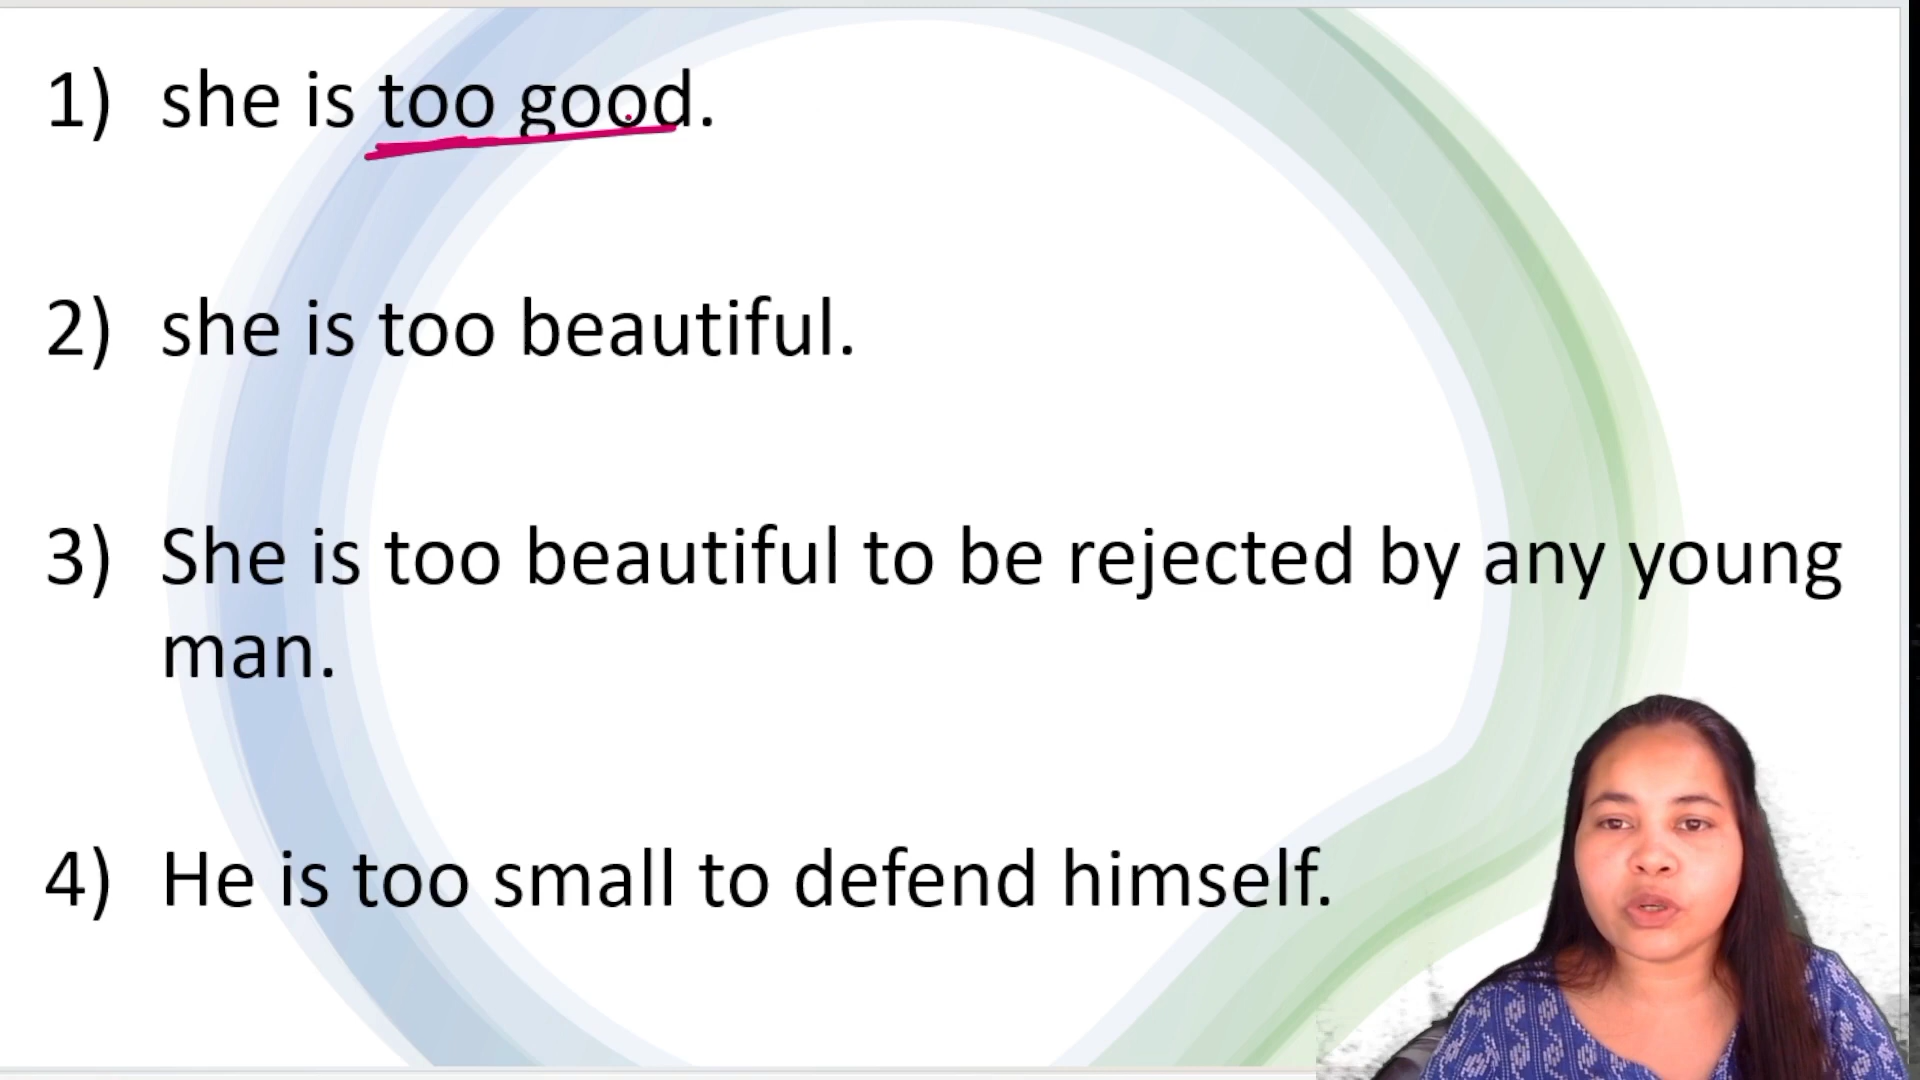 1) she is too good.
2) she is too beautiful.
3) She is too beautiful to be rejected by any young
man.
4) He is too small to defend himself.